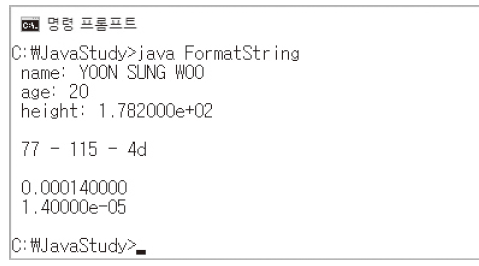 명령 프롬프트
C:₩JavaStudy>java FormatString
name: YOON SUNG WOO
age: 20
height: 1.782000e+02
77 - 115 - 4d
0.000140000
1.40000e-05
C:₩JavaStudy>